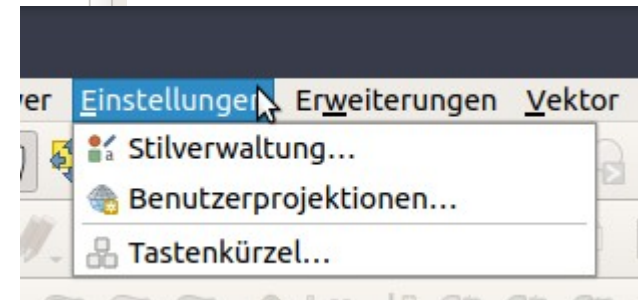 Einstellungen Erweiterungen Vektor
Stilverwaltung...
Benutzerprojektionen...
Tastenkürzel...